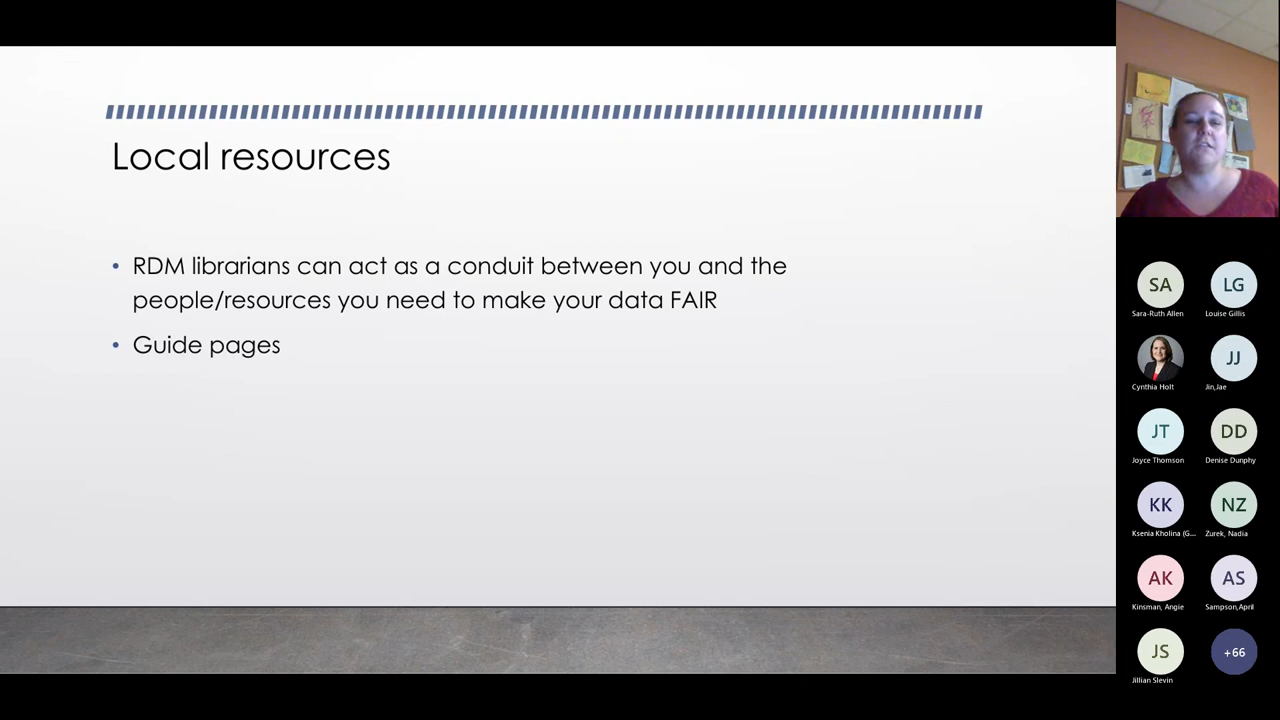 Local resources
• RDM librarians can act as a conduit between you and the
people/resources you need to make your data FAIR
• Guide pages
SA
Sara-Ruth Allen
LG
Louise Gillis
Cynthia Holt
JJ
Jin,Jae
JT
Joyce Thomson
DD
Denise Dunphy
KK
Ksenia Kholina (G...
NZ
Zurek, Nadia
AK
Kinsman, Angie
AS
Sampson,April
JS
Jillian Slevin
+66